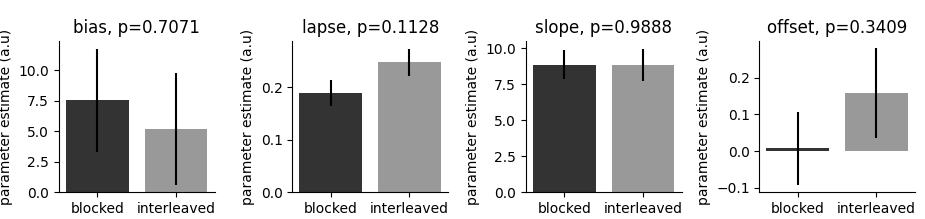 bias, p=0.7071
parameter estimate (a.u)
10.0
7.5
5.0
2.5
0.0
blocked interleaved
lapse, p=0.1128
parameter estimate (a.u)
0.2
0.1
0.0
blocked interleaved
slope, p=0.9888
parameter estimate (a.u)
10.0
7.5
5.0
2.5
0.0
blocked interleaved
offset, p=0.3409
parameter estimate (a.u)
0.2
0.1
0.0
−0.1
blocked interleaved